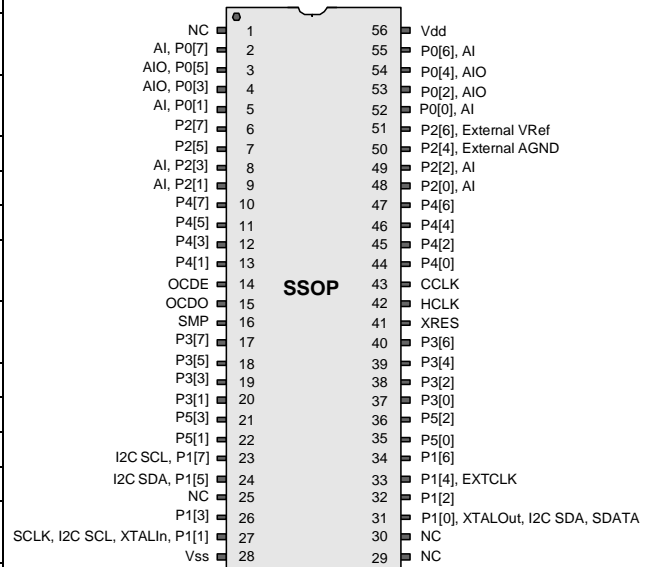 NC 1 56 Vdd
AI, P0[7] 2 55 P0[6], AI
AIO, P0[5] 3 54 P0[4], AIO
AIO, P0[3] 4 53 P0[2], AIO
AI, P0[1] 5 52 P0[0], AI
P2[7] 6 51 P2[6], External VRef
P2[5] 7 50 P2[4], External AGND
AI, P2[3] 8 49 P2[2], AI
AI, P2[1] 9 48 P2[0], AI
P4[7] 10 47 P4[6]
P4[5] 11 46 P4[4]
P4[3] 12 45 P4[2]
P4[1] 13 44 P4[0]
OCDE 14 SSOP 43 CCLK
OCDO 15 42 HCLK
SMP 16 41 XRES
P3[7] 17 40 P3[6]
P3[5] 18 39 P3[4]
P3[3] 19 38 P3[2]
P3[1] 20 37 P3[0]
P5[3] 21 36 P5[2]
P5[1] 22 35 P5[0]
I2C SCL, P1[7] 23 34 P1[6]
I2C SDA, P1[5] 24 33 P1[4], EXTCLK
NC 25 32 P1[2]
P1[3] 26 31 P1[0], XTALOut, I2C SDA, SDATA
SCLK, I2C SCL, XTALIn, P1[1] 27 30 NC
Vss 28 29 NC